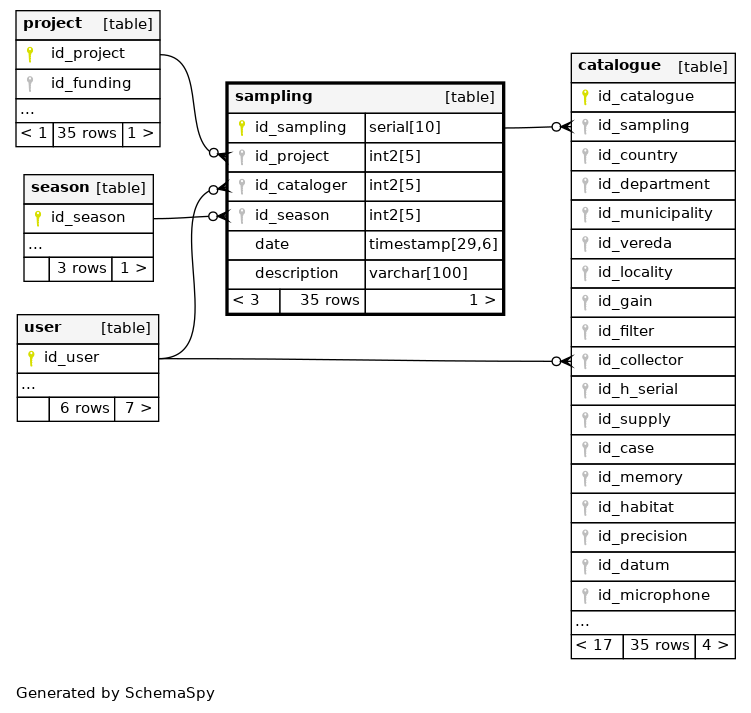 project [table]
id_project
id_funding
...
< 1 35 rows 1 >
season [table]
id_season
...
3 rows 1 >
user [table]
id_user
...
6 rows 7 >
sampling [table]
id_sampling serial[10]
id_project int2[5]
id_cataloger int2[5]
id_season int2[5]
date timestamp[29,6]
description varchar[100]
< 3 35 rows 1 >
catalogue [table]
id_catalogue
id_sampling
id_country
id_department
id_municipality
id_vereda
id_locality
id_gain
id_filter
id_collector
id_h_serial
id_supply
id_case
id_memory
id_habitat
id_precision
id_datum
id_microphone
...
< 17 35 rows 4 >
Generated by SchemaSpy